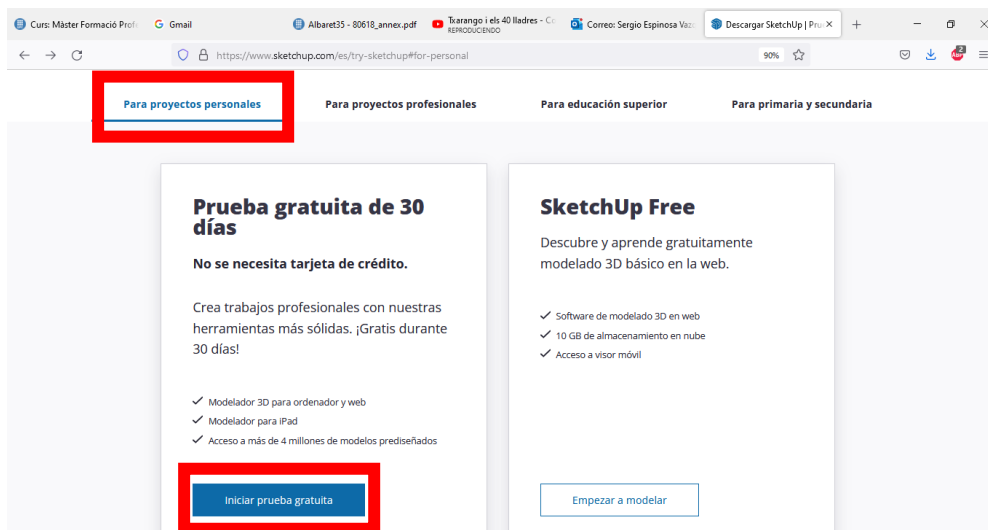 Curs: Màster Formació Profe
Gmail
Albaret35 - 80618_annex.pdf
Txarango i els 40 lladres - Co
REPRODUCIENDO
Correo: Sergio Espinosa Vaz
Descargar SketchUp | Pru
https://www.sketchup.com/es/try-sketchup#for-personal
90%
2
ABP
Para proyectos personales
Para proyectos profesionales
Para educación superior
Para primaria y secundaria
Prueba gratuita de 30
días
No se necesita tarjeta de crédito.
Crea trabajos profesionales con nuestras
herramientas más sólidas. ¡Gratis durante
30 días!
Modelador 3D para ordenador y web
Modelador para iPad
Acceso a más de 4 millones de modelos prediseñados
Iniciar prueba gratuita
SketchUp Free
Descubre y aprende gratuitamente
modelado 3D básico en la web.
Software de modelado 3D en web
10 GB de almacenamiento en nube
Acceso a visor móvil
Empezar a modelar